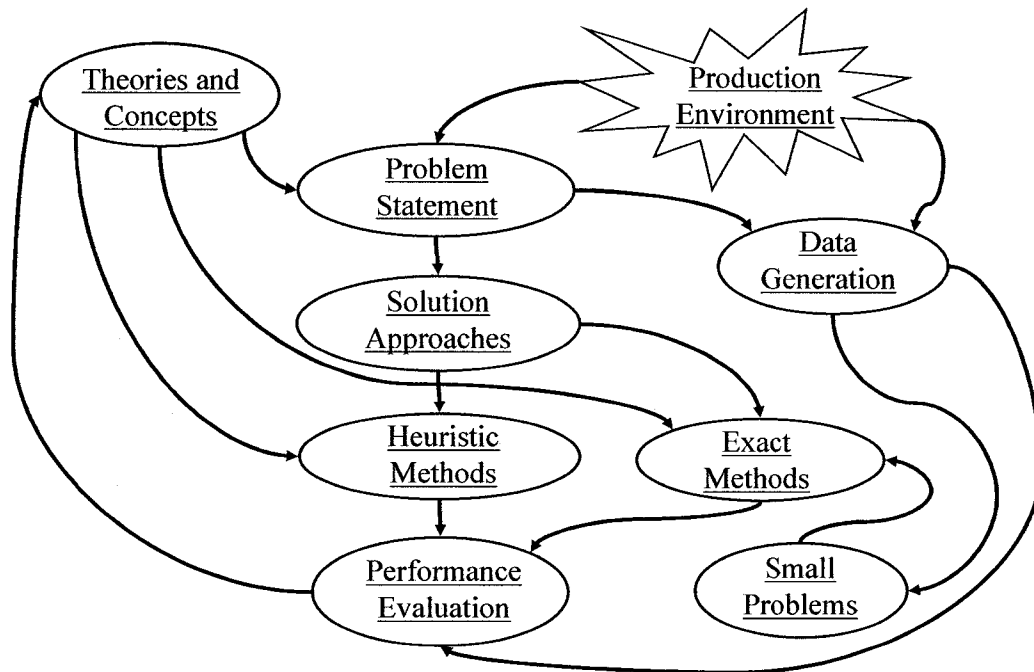 Theories and
Concepts
Production
Environment
Problem
Statement
Data
Generation
Solution
Approaches
Heuristic
Methods
Exact
Methods
Performance
Evaluation
Small
Problems